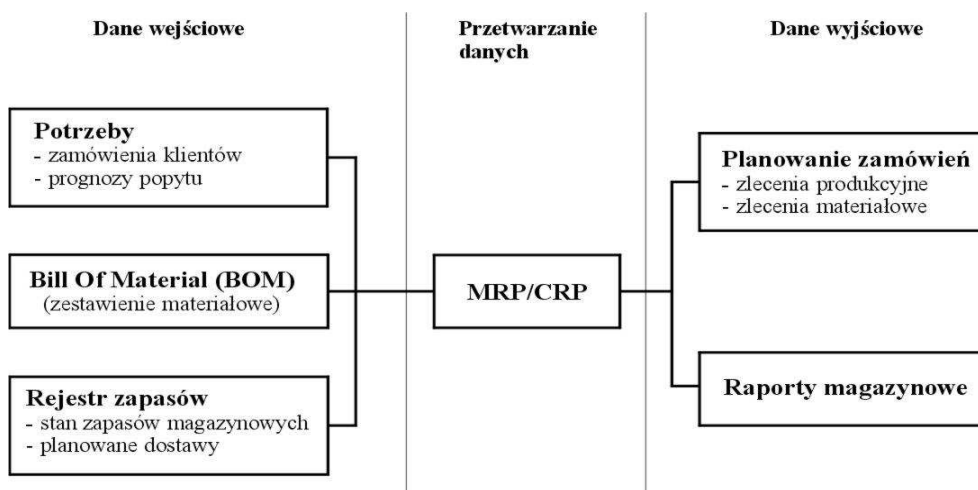 Dane wejściowe
Przetwarzanie
danych
Dane wyjściowe
Potrzeby
- zamówienia klientów
- prognozy popytu
Bill Of Material (BOM)
(zestawienie materiałowe)
Rejestr zapasów
- stan zapasów magazynowych
- planowane dostawy
MRP/CRP
Planowanie zamówień
- zlecenia produkcyjne
- zlecenia materiałowe
Raporty magazynowe